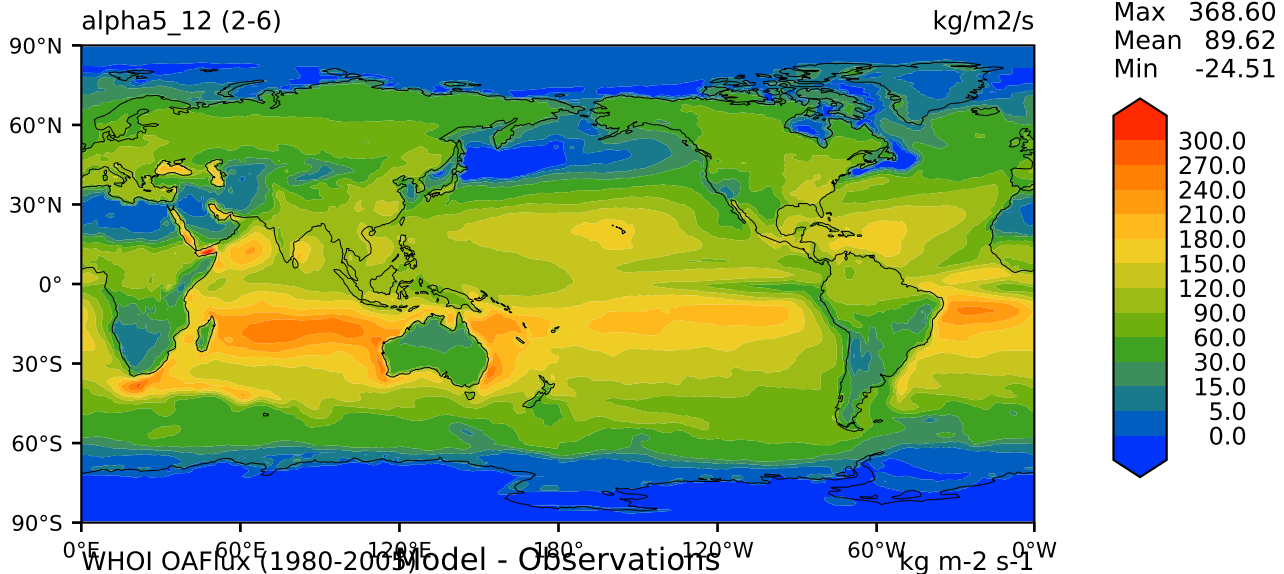 alpha5_12 (2-6) kg/m2/s
Max 368.60
Mean 89.62
Min -24.51
90°N
60°N
30°N
0°
30°S
60°S
90°S
0°E 60°E 120°E 180° 120°W 60°W 0°W
300.0
270.0
240.0
210.0
180.0
150.0
120.0
90.0
60.0
30.0
15.0
5.0
0.0
WHOI OAFlux (1980-2005) Model - Observations kg m-2 s-1